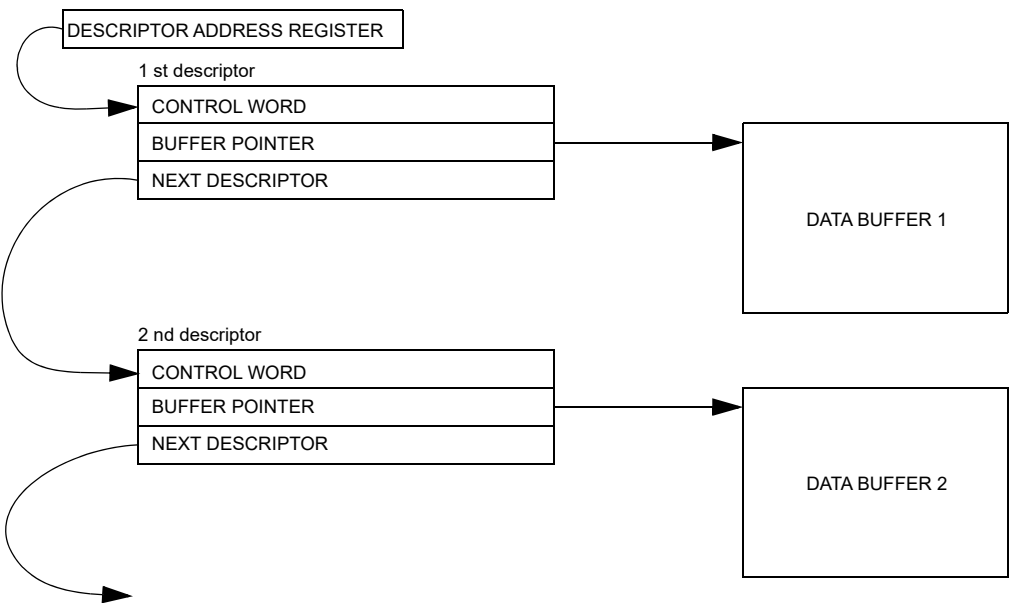 DESCRIPTOR ADDRESS REGISTER
1 st descriptor
CONTROL WORD
BUFFER POINTER
NEXT DESCRIPTOR
DATA BUFFER 1
2 nd descriptor
CONTROL WORD
BUFFER POINTER
NEXT DESCRIPTOR
DATA BUFFER 2